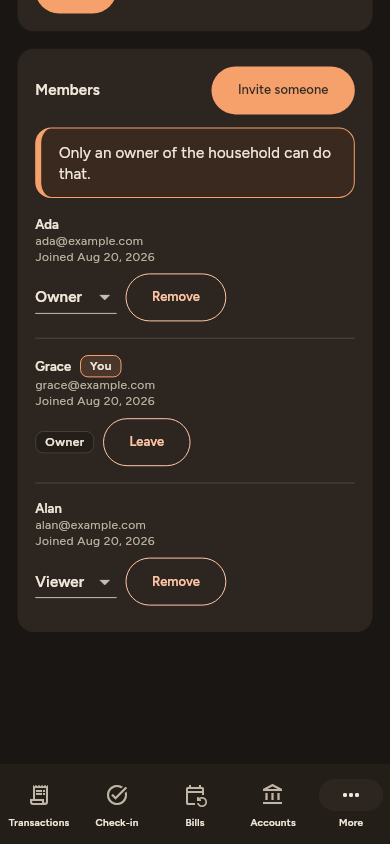 Members
Invite someone
Only an owner of the household can do
that.
Ada
ada@example.com
Joined Aug 20, 2026
Owner
Remove
Grace
You
grace@example.com
Joined Aug 20, 2026
Owner
Leave
Alan
alan@example.com
Joined Aug 20, 2026
Viewer
Remove
Transactions
Check-in
Bills
Accounts
More